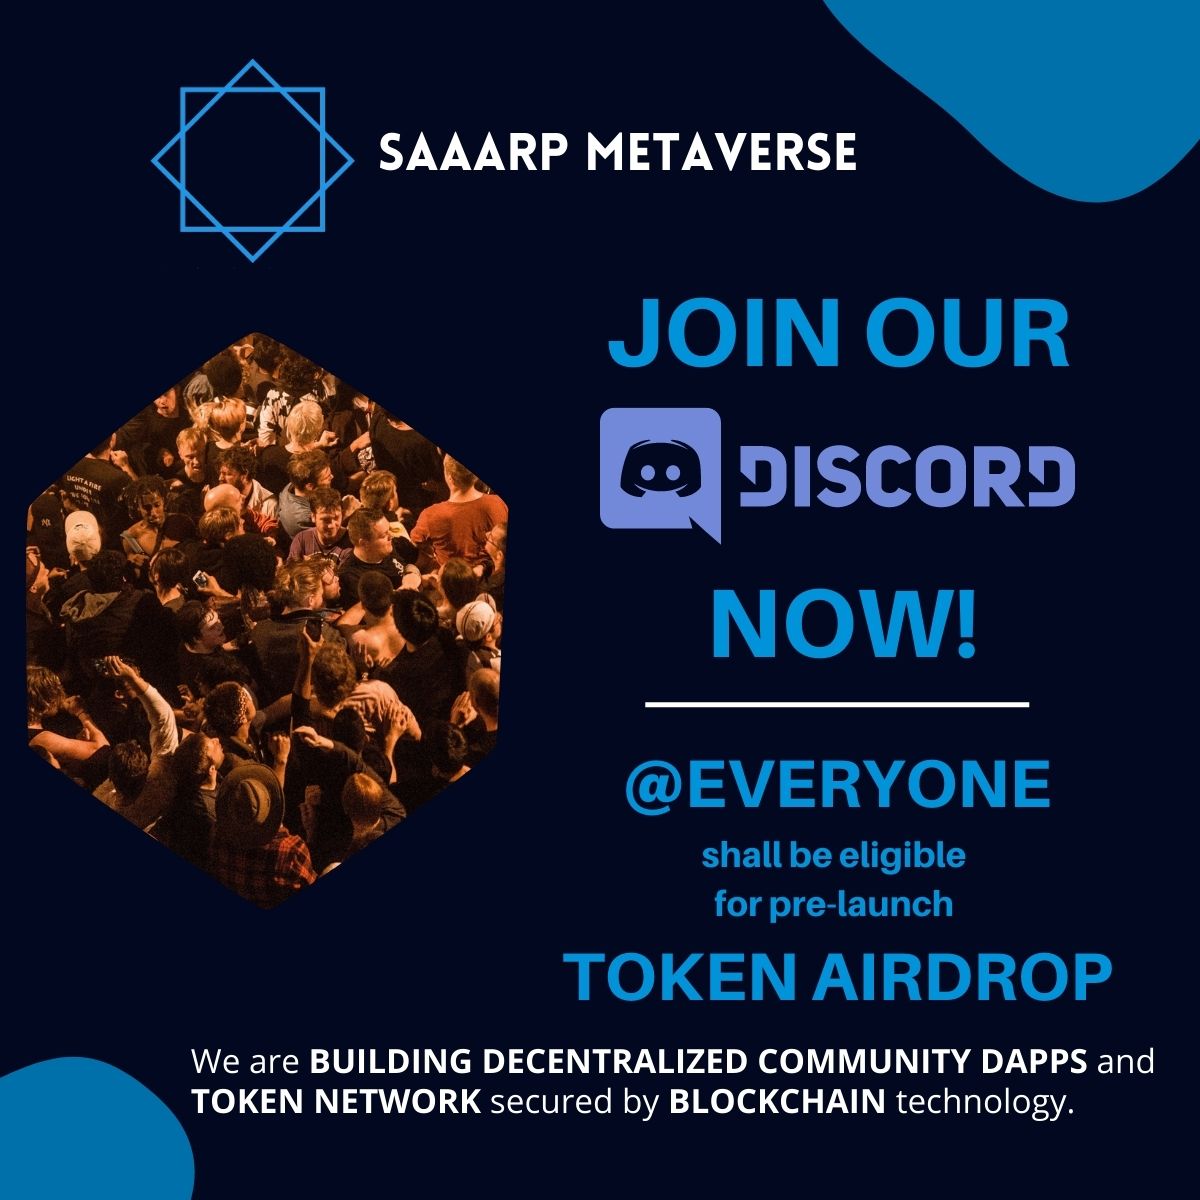 SAAARP METAVERSE
JOIN OUR
DISCORD
NOW!
@EVERYONE
shall be eligible
for pre-launch
TOKEN AIRDROP
We are BUILDING DECENTRALIZED COMMUNITY DAPPS and
TOKEN NETWORK secured by BLOCKCHAIN technology.